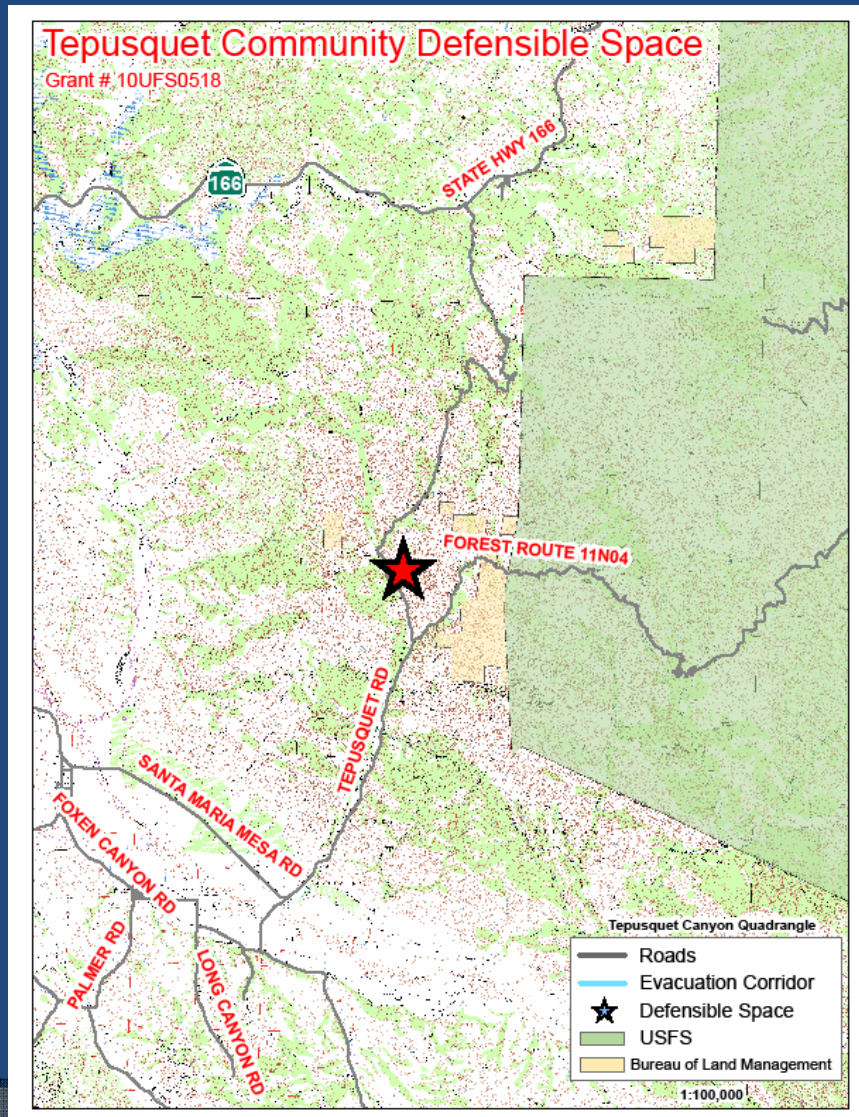 Tepusquet Community Defensible Space
Grant # 10UFS0518
STATE HWY 166
166
FOREST ROUTE 11N04
TEPUSQUET RD
SANTA MARIA MESA RD
FOXEN CANYON RD
PALMER RD
LONG CANYON RD
Tepusquet Canyon Quadrangle
Roads
Evacuation Corridor
Defensible Space
USFS
Bureau of Land Management
1:100,000